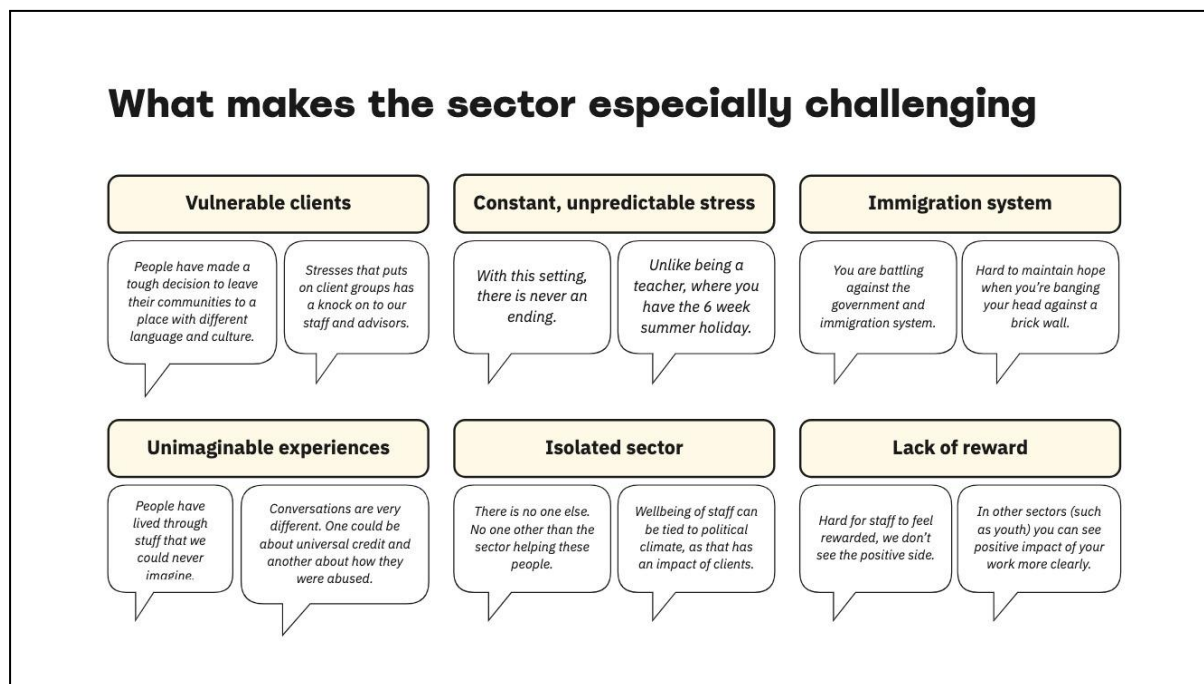 What makes the sector especially challenging
Vulnerable clients
People have made a
tough decision to leave
their communities to a
place with different
language and culture.
Stresses that puts
on client groups has
a knock on to our
staff and advisors.
Constant, unpredictable stress
With this setting,
there is never an
ending.
Unlike being a
teacher, where you
have the 6 week
summer holiday.
Immigration system
You are battling
against the
government and
immigration system.
Hard to maintain hope
when you're banging
your head against a
brick wall.
Unimaginable experiences
People have
lived through
stuff that we
could never
imagine.
Conversations are very
different. One could be
about universal credit and
another about how they
were abused.
Isolated sector
There is no one else.
No one other than the
sector helping these
people.
Wellbeing of staff can
be tied to political
climate, as that has
an impact of clients.
Lack of reward
Hard for staff to feel
rewarded, we don't
see the positive side.
In other sectors (such
as youth) you can see
positive impact of your
work more clearly.